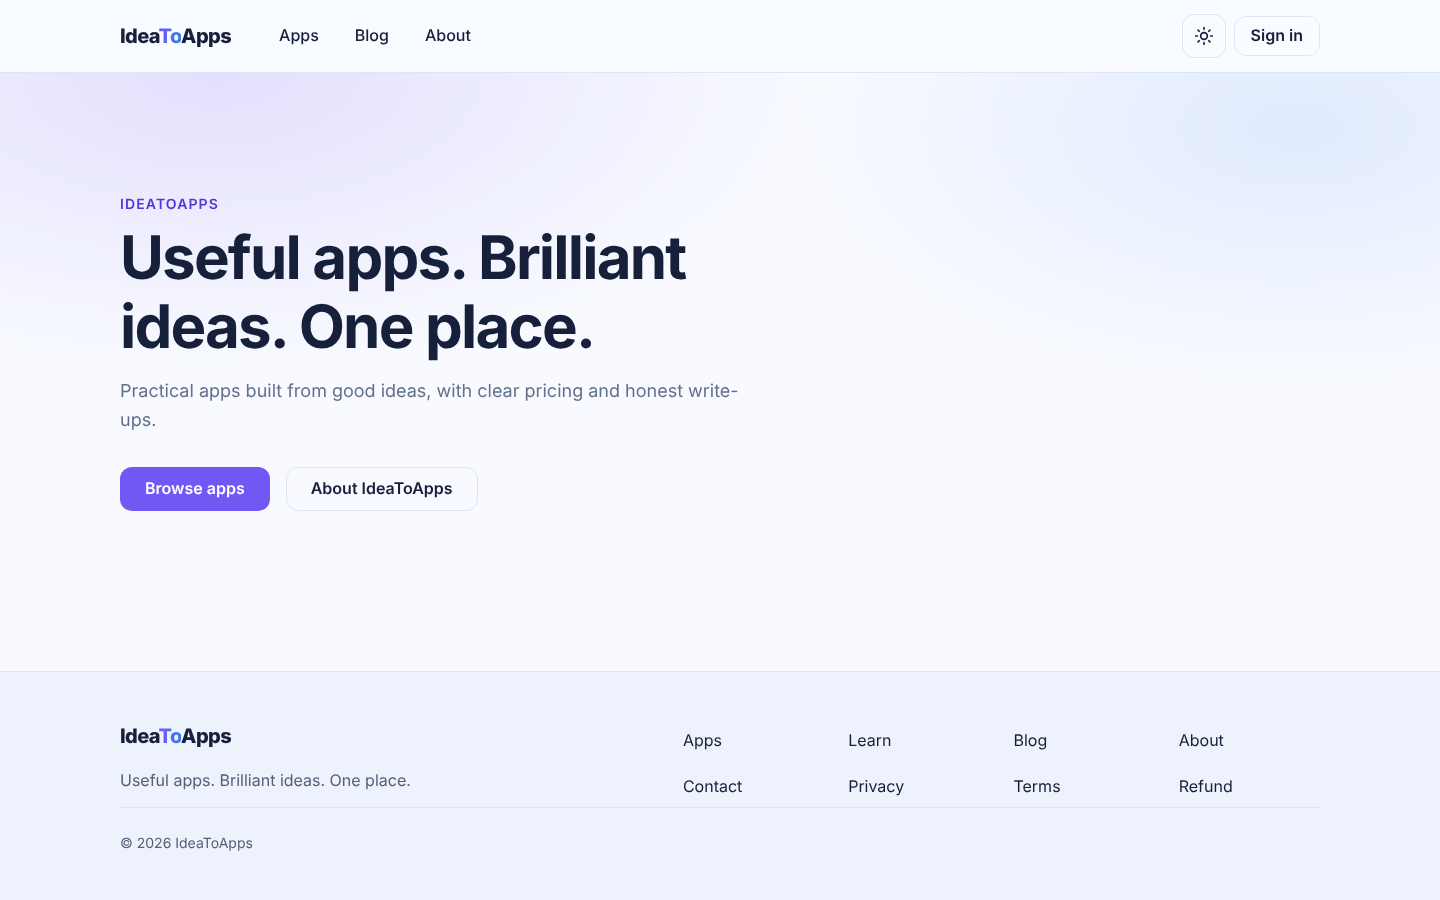 IdeaToApps
Apps
Blog
About
Sign in
IDEATOAPPS
Useful apps. Brilliant
ideas. One place.
Practical apps built from good ideas, with clear pricing and honest write-
ups.
Browse apps
About IdeaToApps
IdeaToApps
Useful apps. Brilliant ideas. One place.
Apps
Learn
Blog
About
Contact
Privacy
Terms
Refund
© 2026 IdeaToApps